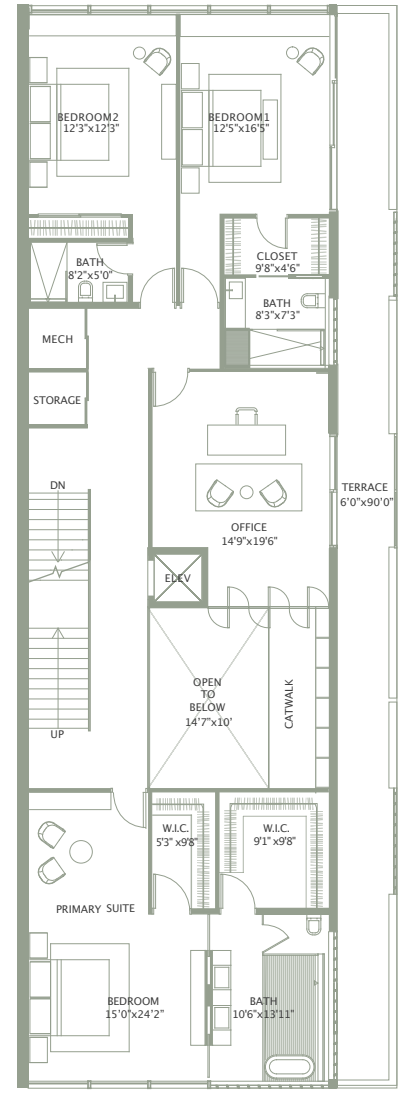 BEDROOM2
12'3"x12'3"
BEDROOM1
12'5"x16'5"
CLOSET
9'8"x4'6"
BATH
8'2"x5'0"
BATH
8'3"x7'3"
MECH
STORAGE
DN
TERRACE
6'0"x90'0"
OFFICE
14'9"x19'6"
ELEV
OPEN
TO
BELOW
14'7"x10'
CATWALK
UP
W.I.C.
5'3" x9'8"
W.I.C.
9'1" x9'8"
PRIMARY SUITE
BEDROOM
15'0"x24'2"
BATH
10'6"x13'11"